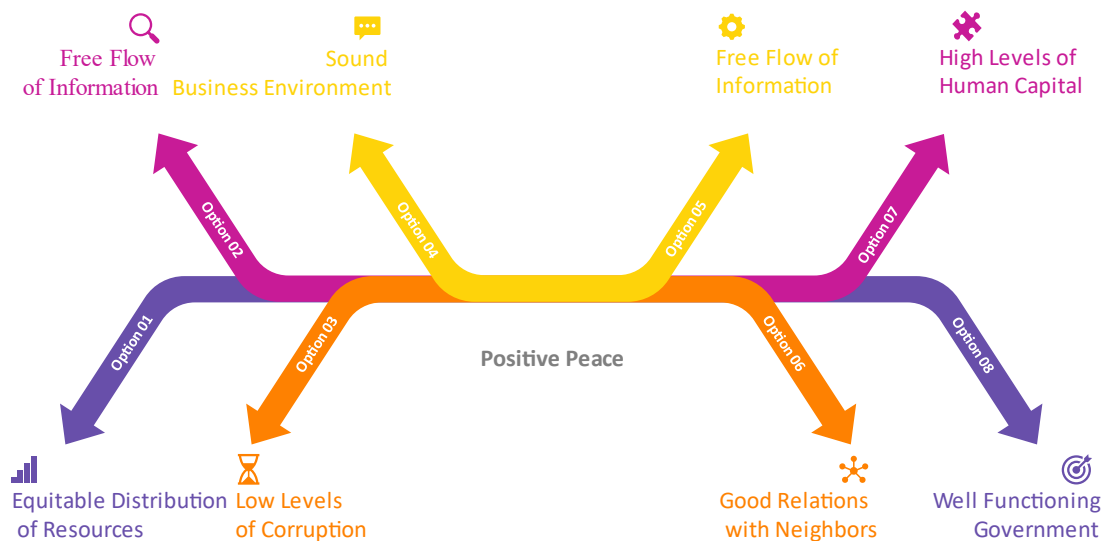 Free Flow
of Information
Sound
Business Environment
Free Flow of
Information
High Levels of
Human Capital
Option 02
Option 04
Option 05
Option 07
Option 01
Option 03
Option 06
Option 08
Positive Peace
Equitable Distribution
of Resources
Low Levels
of Corruption
Good Relations
with Neighbors
Well Functioning
Government